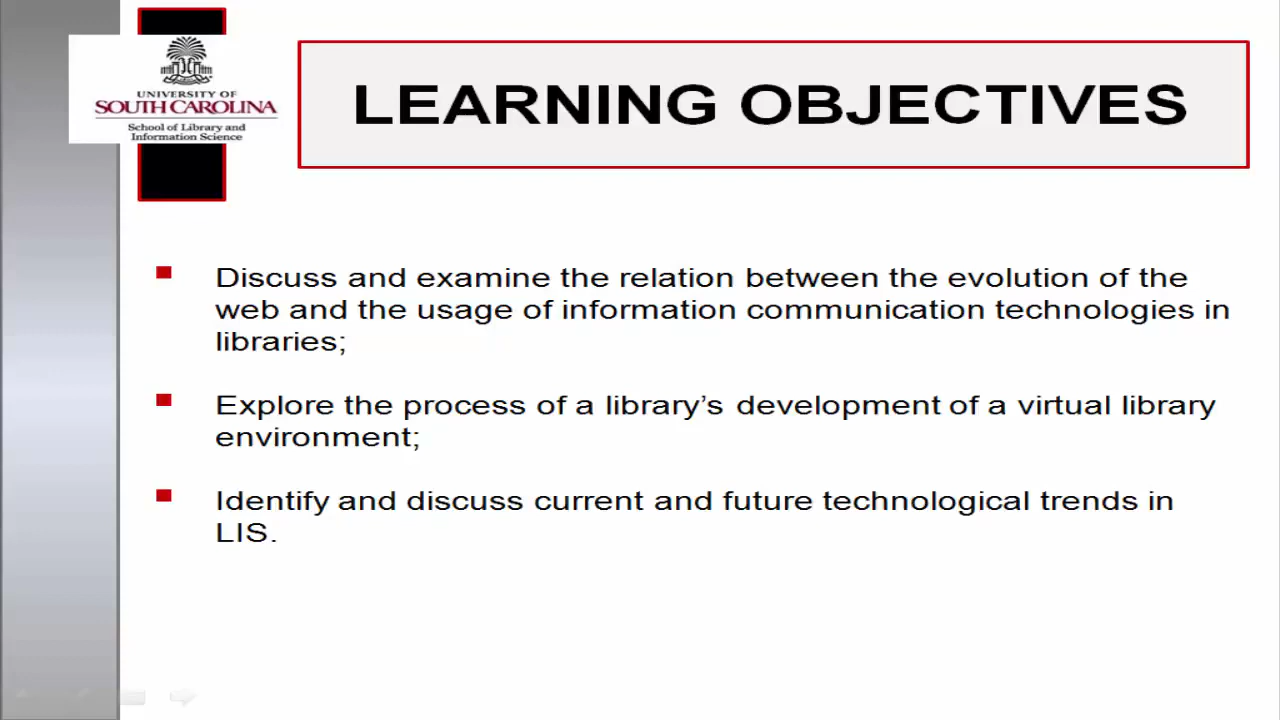 UNIVERSITY OF
SOUTH CAROLINA
School of Library and
Information Science
LEARNING OBJECTIVES
Discuss and examine the relation between the evolution of the
web and the usage of information communication technologies in
libraries;
Explore the process of a library’s development of a virtual library
environment;
Identify and discuss current and future technological trends in
LIS.